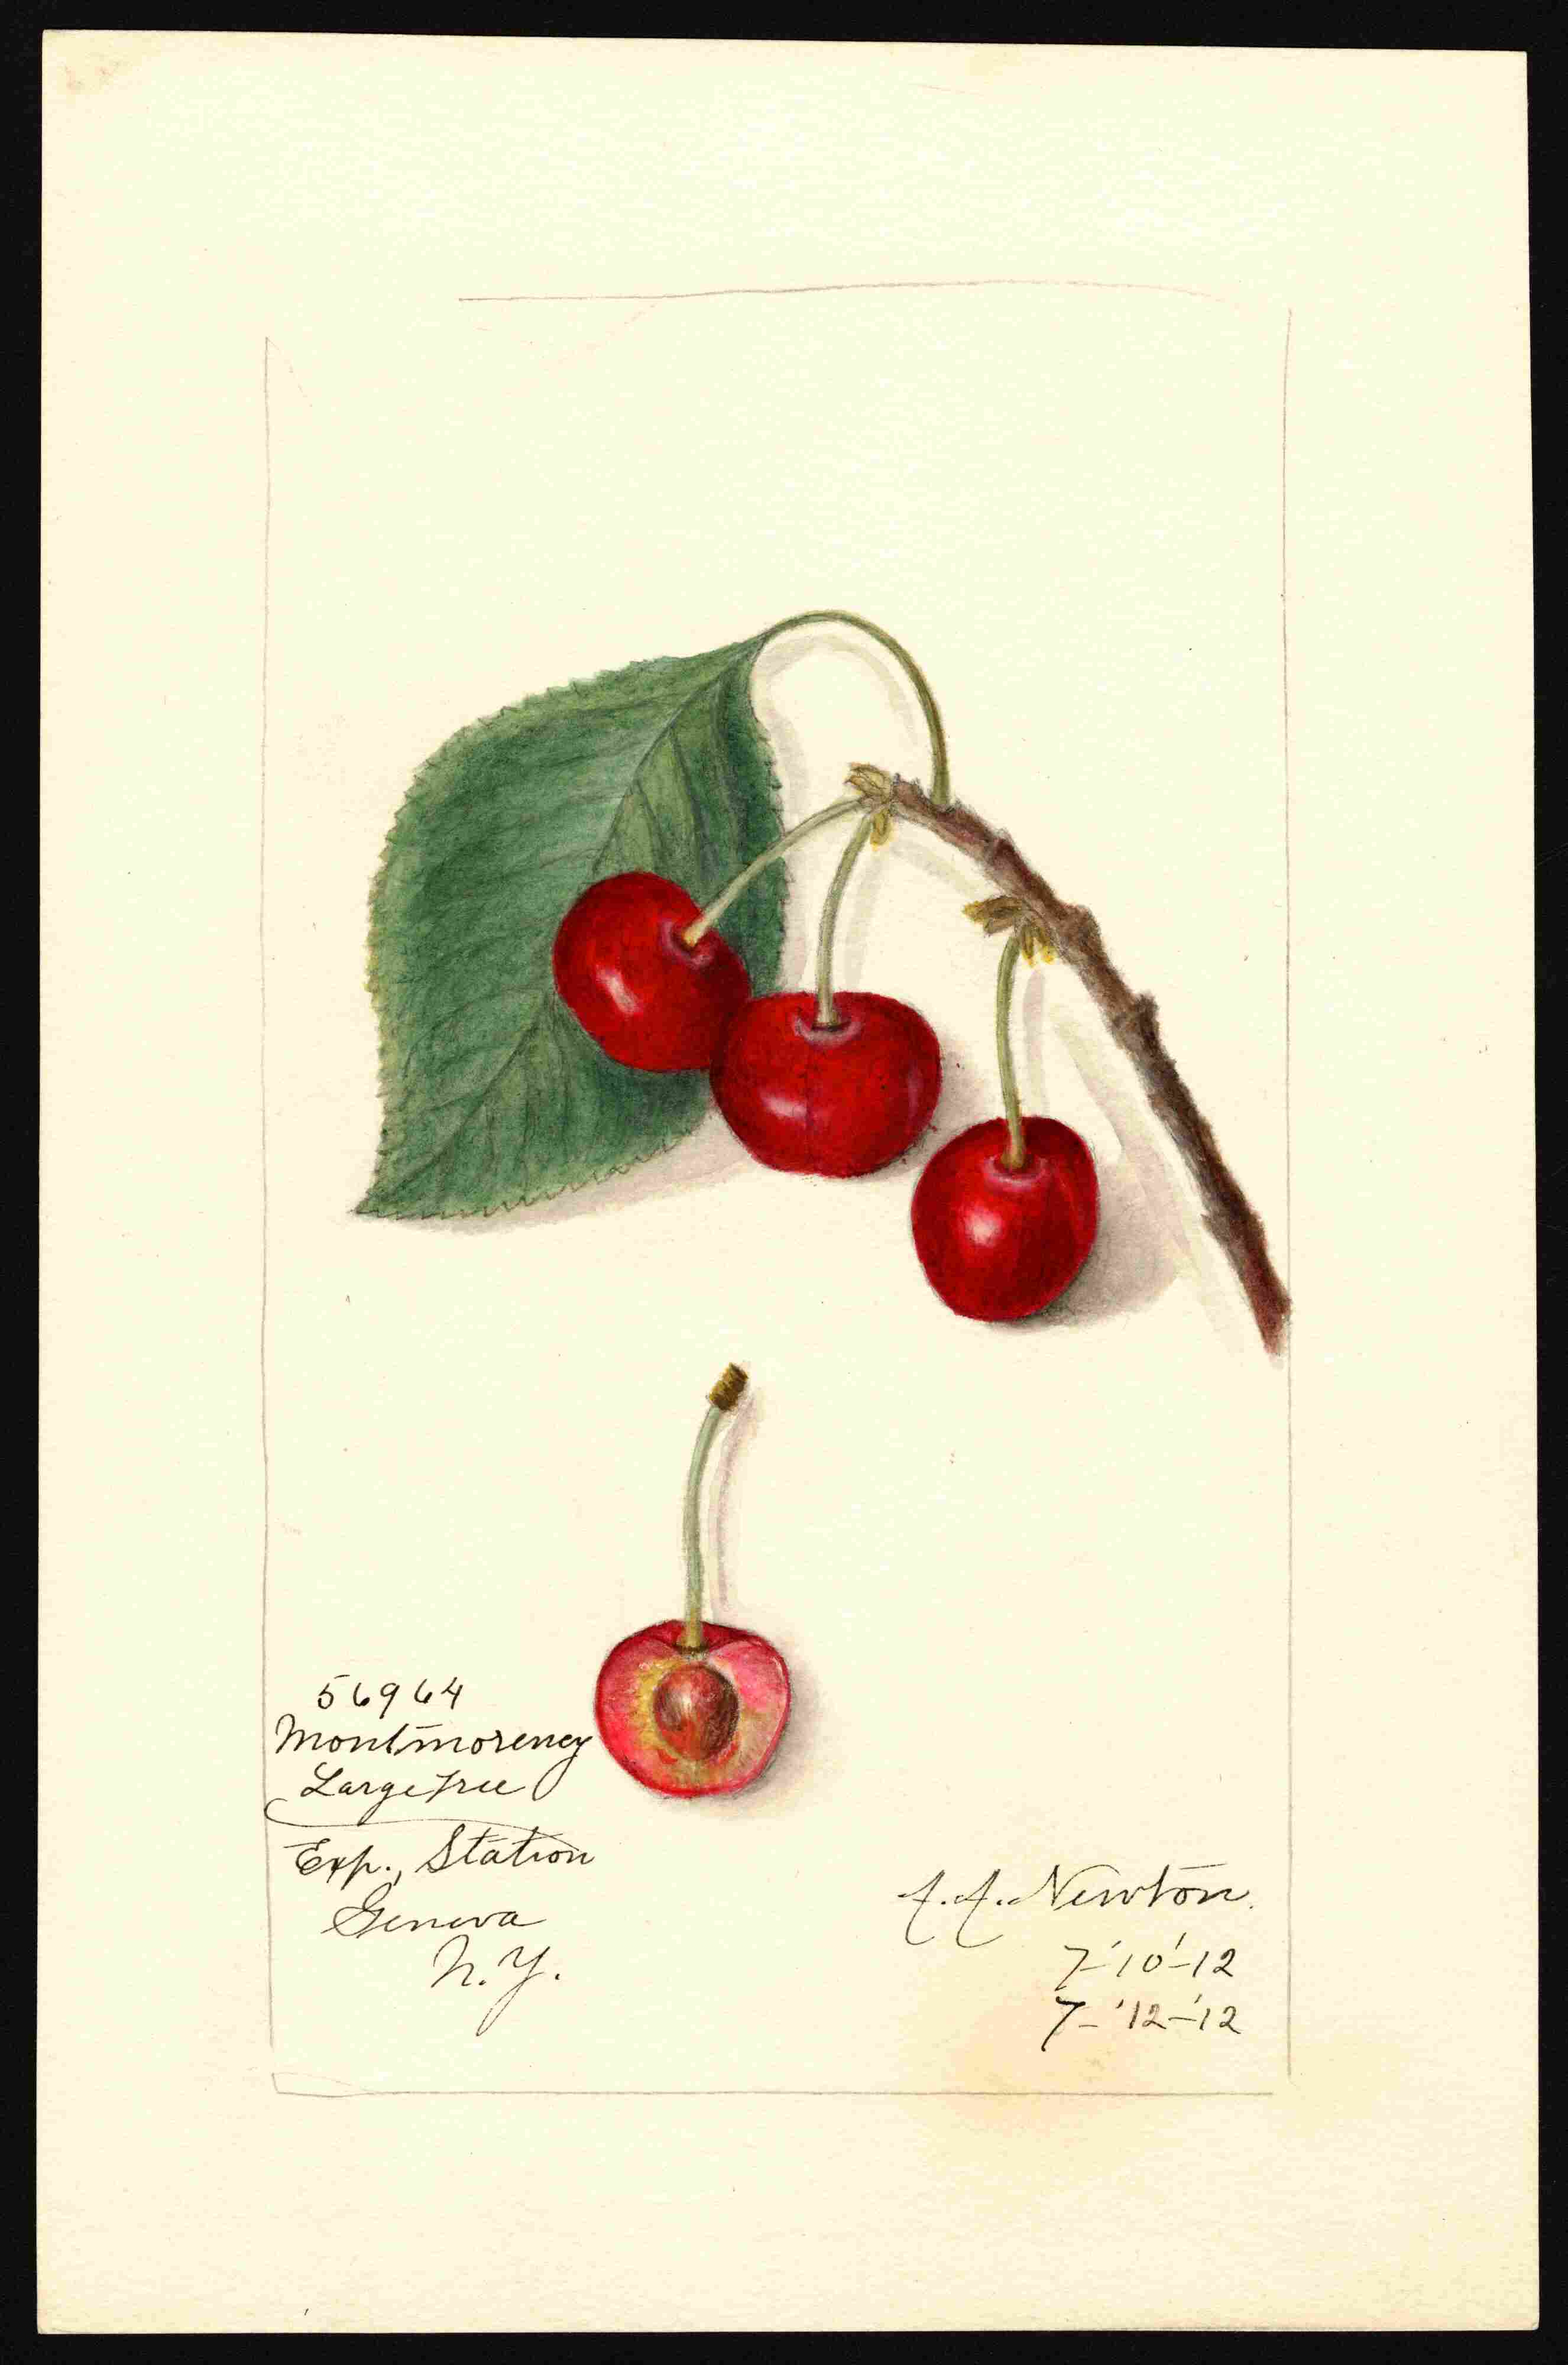 56964
Montmorency
Large Tree
Exp., Station
Geneva
N.Y.
A. A. Newton.
7-'10'-12
7-'12-'12